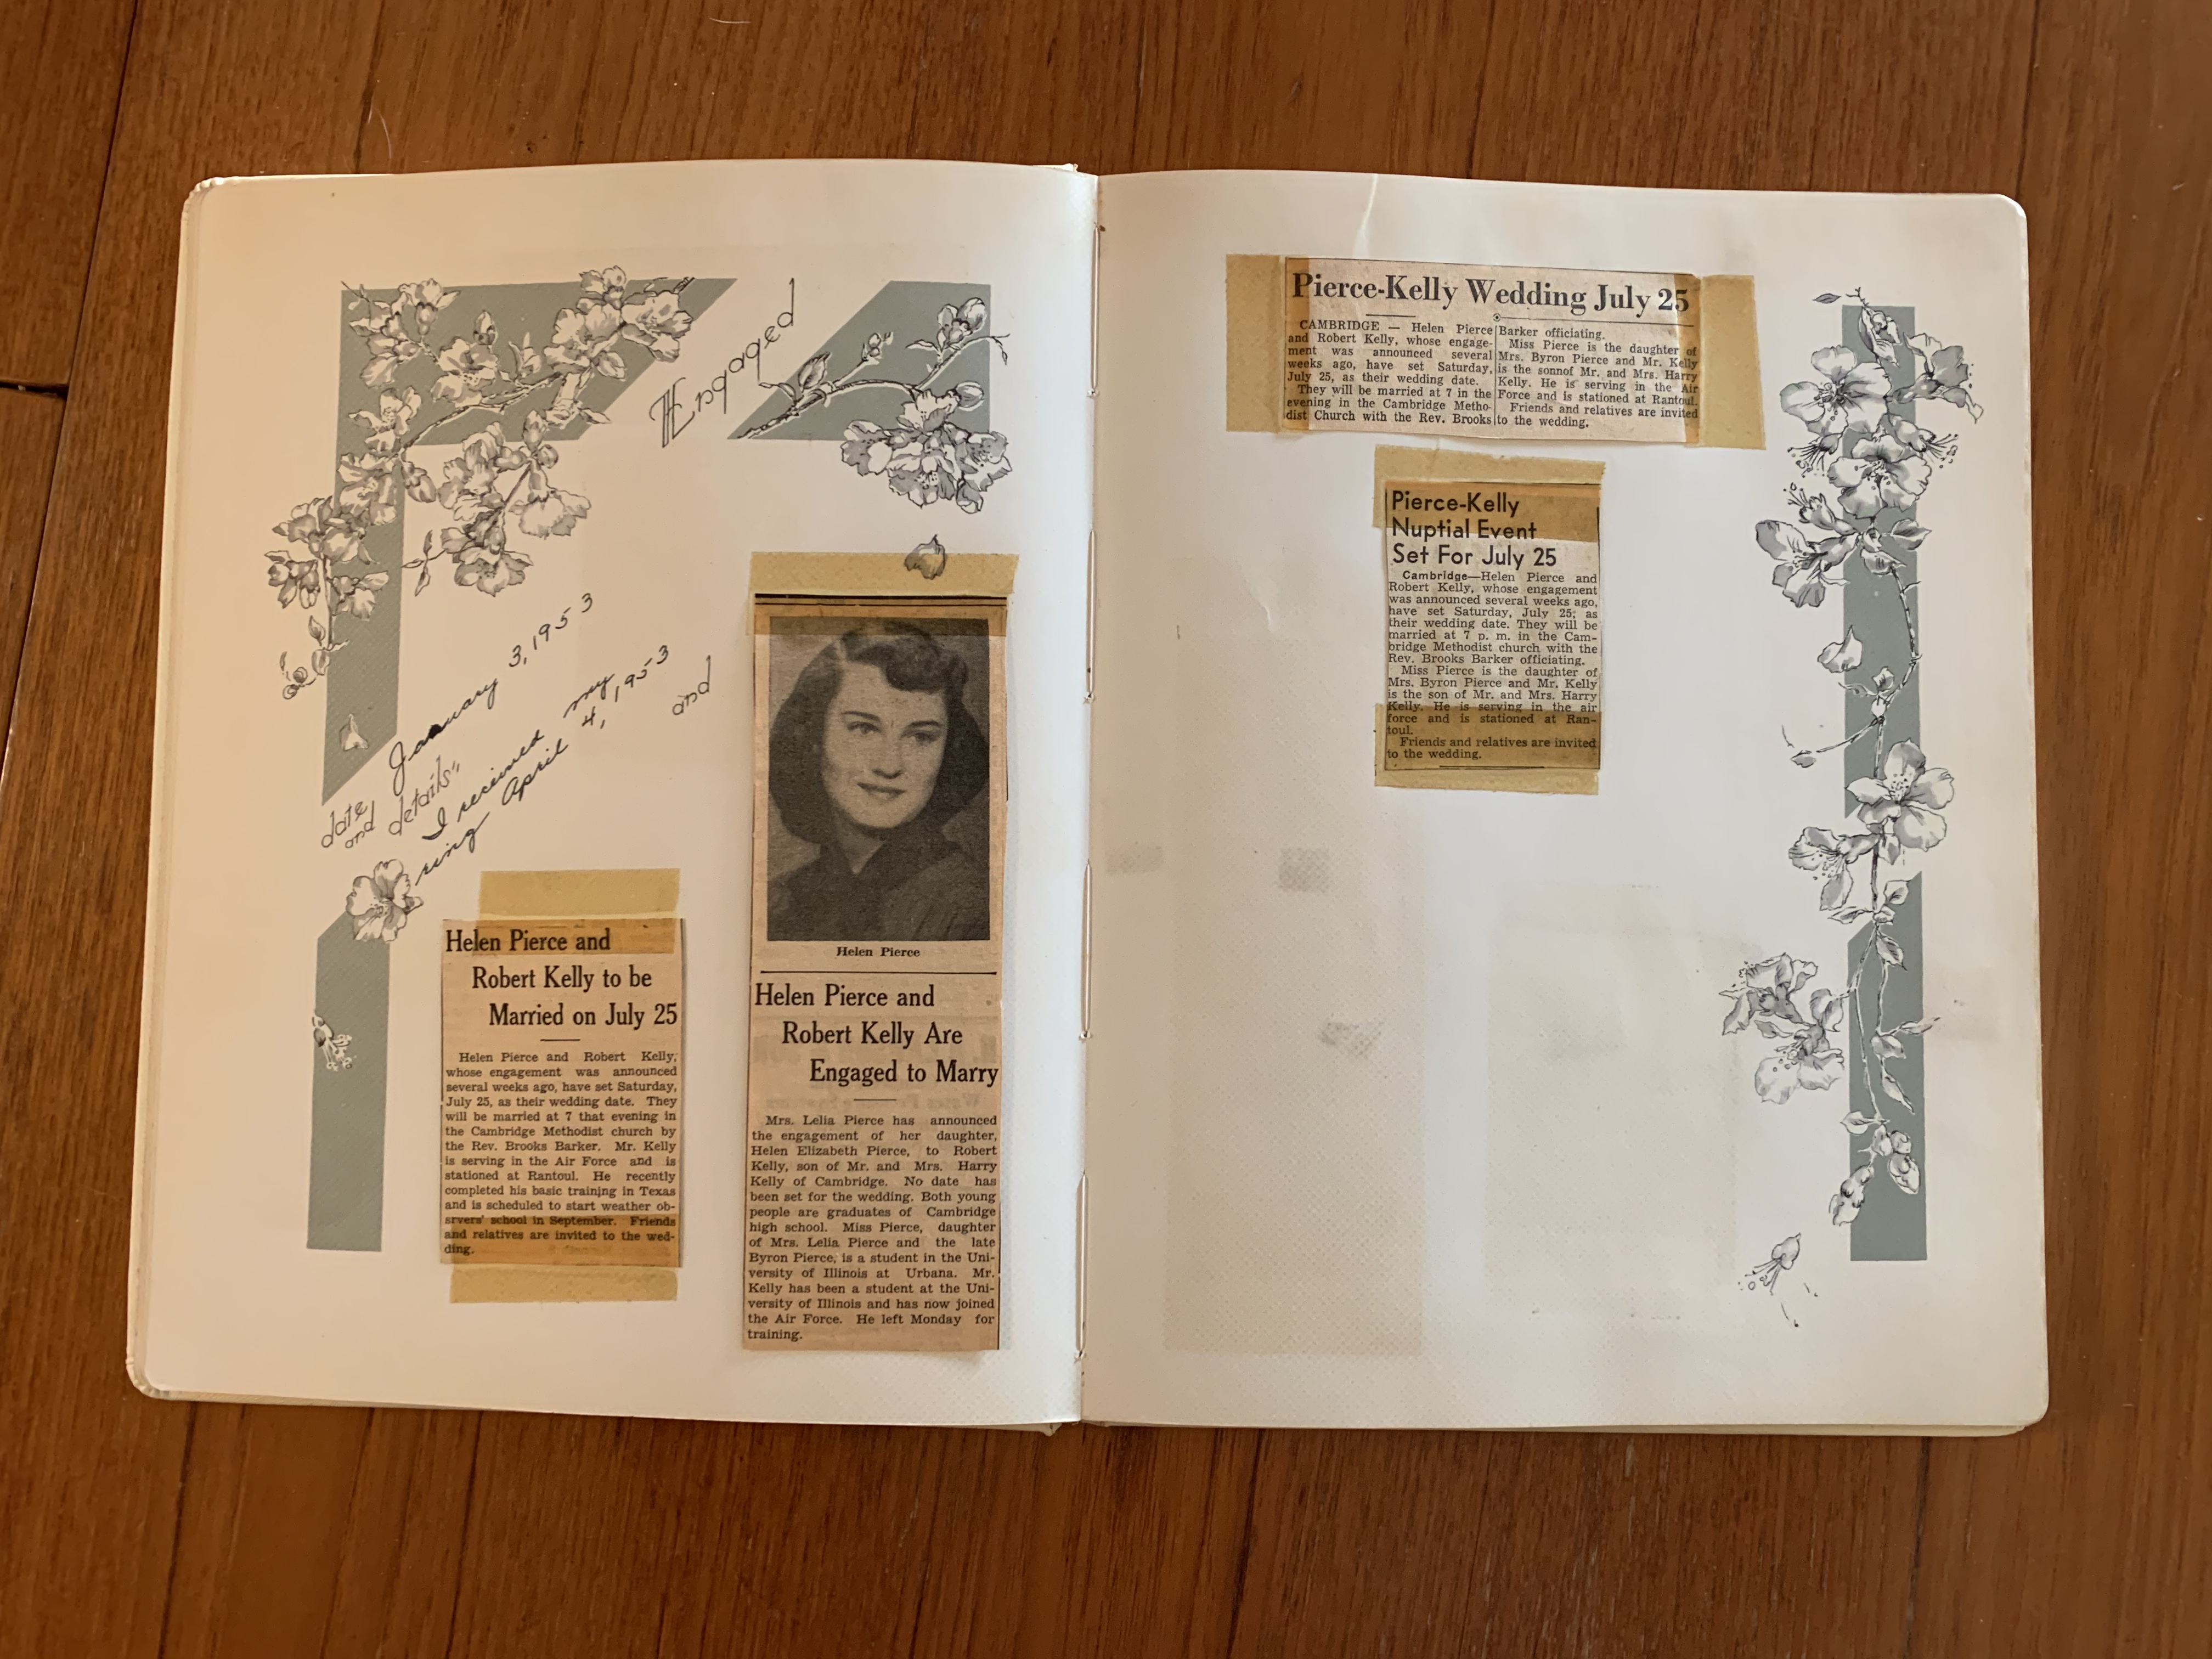 Engaged
date January 3, 1953
and details
I received my
ring April 4, 1953
and
Helen Pierce and
Robert Kelly to be
Married on July 25
Helen Pierce and Robert Kelly,
whose engagement was announced
several weeks ago, have set Saturday,
July 25, as their wedding date. They
will be married at 7 that evening in
the Cambridge Methodist church by
the Rev. Brooks Barker. Mr. Kelly
is serving in the Air Force and is
stationed at Rantoul. He recently
completed his basic training in Texas
and is scheduled to start weather ob-
srvers' school in September. Friends
and relatives are invited to the wed-
ding.
Helen Pierce
Helen Pierce and
Robert Kelly Are
Engaged to Marry
Mrs. Lelia Pierce has announced
the engagement of her daughter,
Helen Elizabeth Pierce, to Robert
Kelly, son of Mr. and Mrs. Harry
Kelly of Cambridge. No date has
been set for the wedding. Both young
people are graduates of Cambridge
high school. Miss Pierce, daughter
of Mrs. Lelia Pierce and the late
Byron Pierce, is a student in the Uni-
versity of Illinois at Urbana. Mr.
Kelly has been a student at the Uni-
versity of Illinois and has now joined
the Air Force. He left Monday for
training.
Pierce-Kelly Wedding July 25
CAMBRIDGE — Helen Pierce
and Robert Kelly, whose engage-
ment was announced several
weeks ago, have set Saturday,
July 25, as their wedding date.
They will be married at 7 in the
evening in the Cambridge Metho-
dist Church with the Rev. Brooks
Barker officiating.
Miss Pierce is the daughter of
Mrs. Byron Pierce and Mr. Kelly
is the sonof Mr. and Mrs. Harry
Kelly. He is serving in the Air
Force and is stationed at Rantoul.
Friends and relatives are invited
to the wedding.
Pierce-Kelly
Nuptial Event
Set For July 25
Cambridge—Helen Pierce and
Robert Kelly, whose engagement
was announced several weeks ago,
have set Saturday, July 25, as
their wedding date. They will be
married at 7 p. m. in the Cam-
bridge Methodist church with the
Rev. Brooks Barker officiating.
Miss Pierce is the daughter of
Mrs. Byron Pierce and Mr. Kelly
is the son of Mr. and Mrs. Harry
Kelly. He is serving in the air
force and is stationed at Ran-
toul.
Friends and relatives are invited
to the wedding.